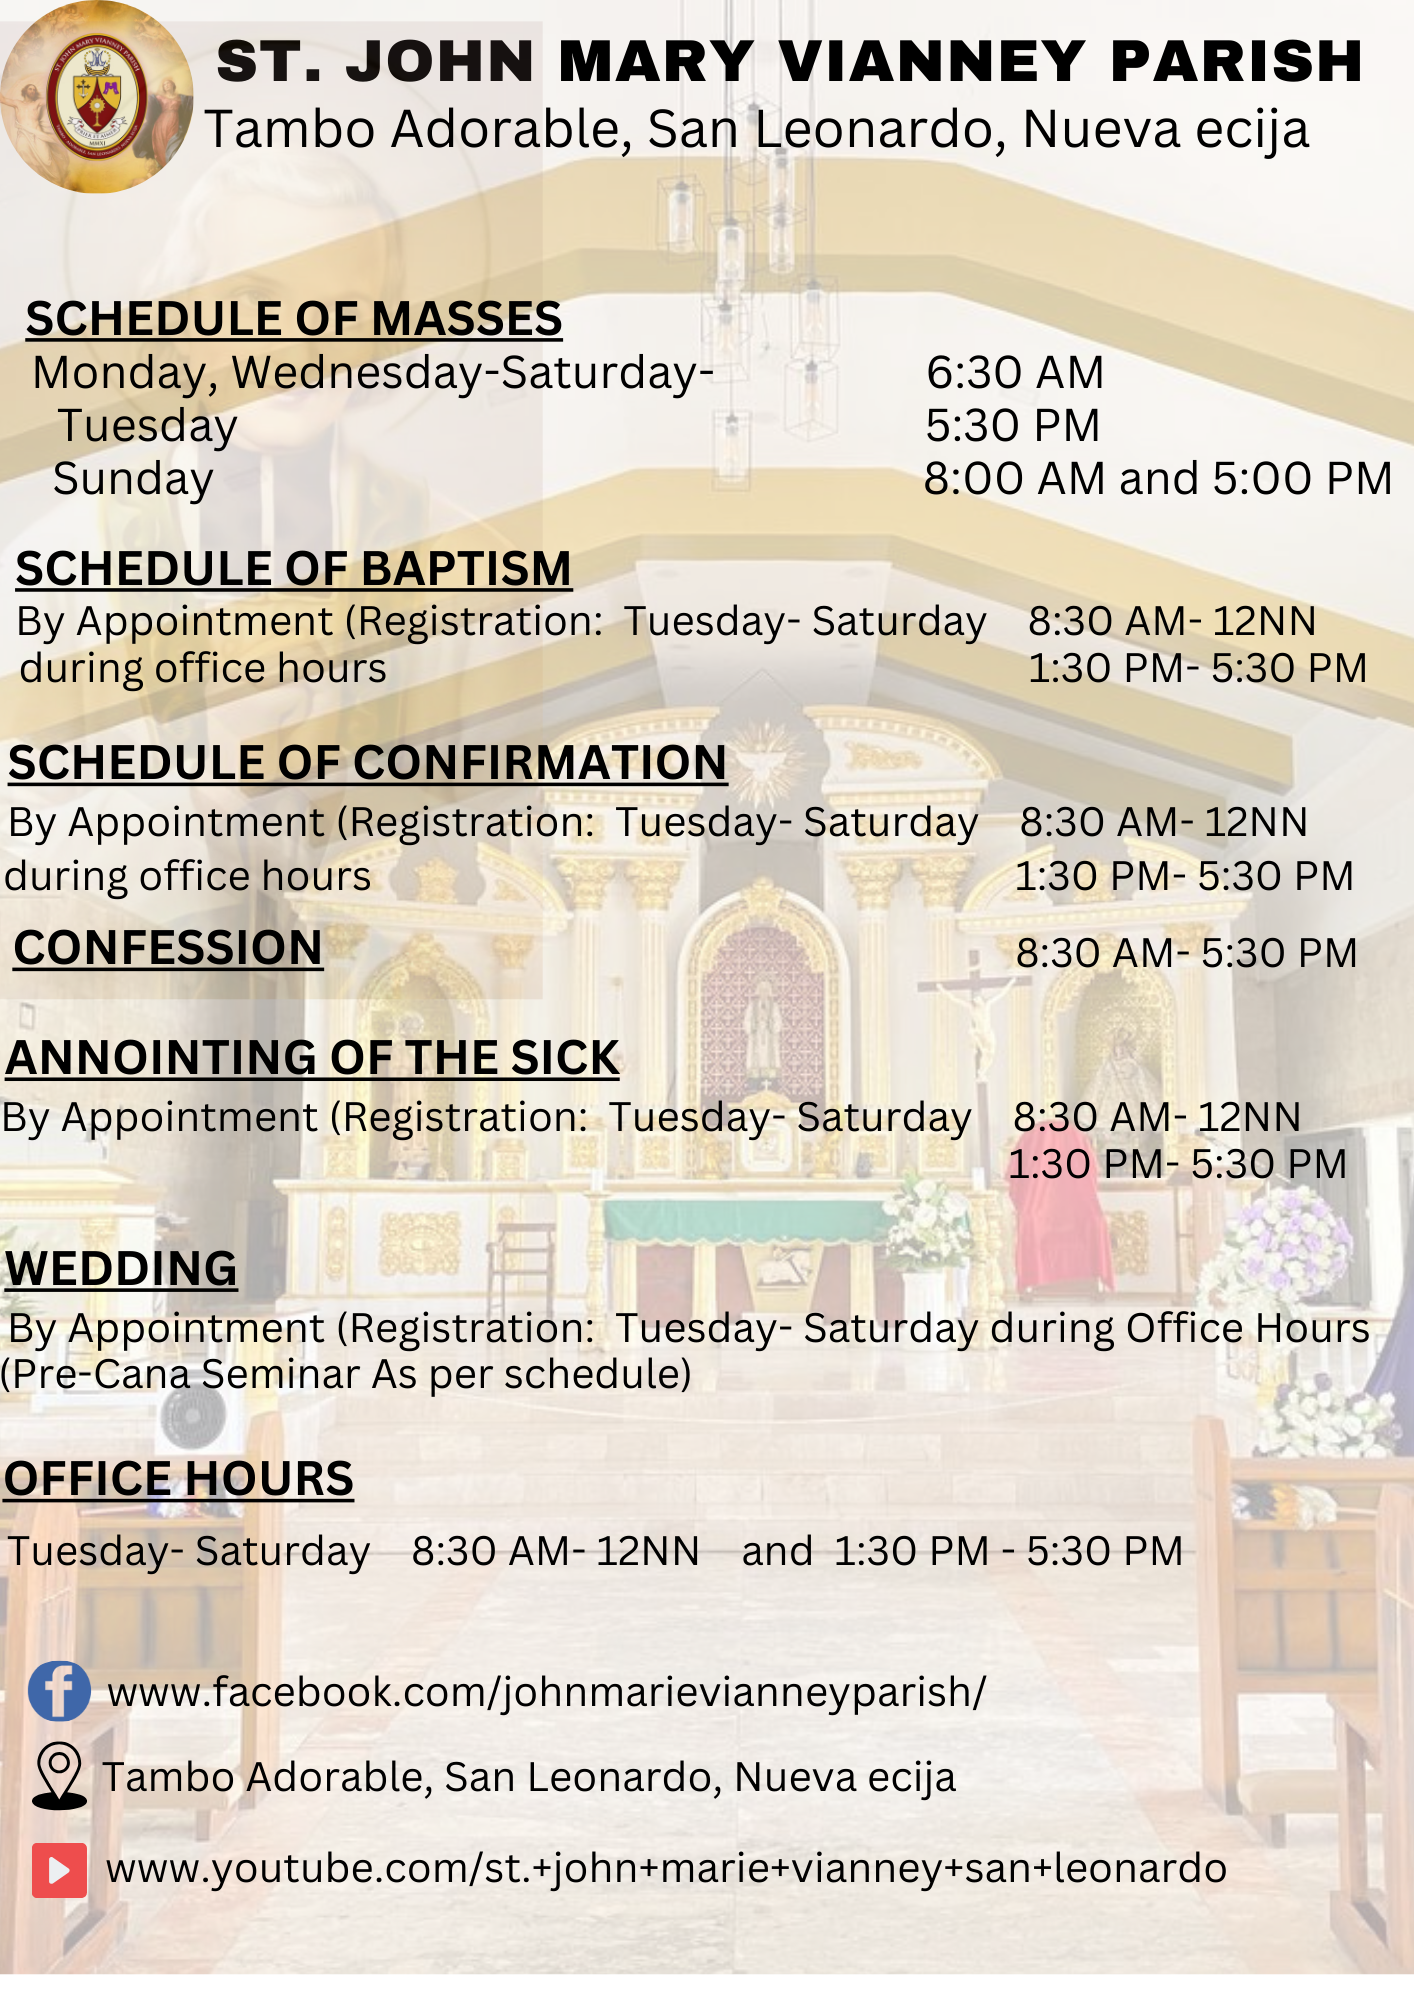 ST. JOHN MARY VIANNEY PARISH
Tambo Adorable, San Leonardo, Nueva ecija
SCHEDULE OF MASSES
Monday, Wednesday-Saturday- 6:30 AM
Tuesday 5:30 PM
Sunday 8:00 AM and 5:00 PM
SCHEDULE OF BAPTISM
By Appointment (Registration: Tuesday- Saturday 8:30 AM- 12NN
during office hours 1:30 PM- 5:30 PM
SCHEDULE OF CONFIRMATION
By Appointment (Registration: Tuesday- Saturday 8:30 AM- 12NN
during office hours 1:30 PM- 5:30 PM
CONFESSION 8:30 AM- 5:30 PM
ANNOINTING OF THE SICK
By Appointment (Registration: Tuesday- Saturday 8:30 AM- 12NN
1:30 PM- 5:30 PM
WEDDING
By Appointment (Registration: Tuesday- Saturday during Office Hours
(Pre-Cana Seminar As per schedule)
OFFICE HOURS
Tuesday- Saturday 8:30 AM- 12NN and 1:30 PM - 5:30 PM
www.facebook.com/johnmarievianneyparish/
Tambo Adorable, San Leonardo, Nueva ecija
www.youtube.com/st.+john+marie+vianney+san+leonardo